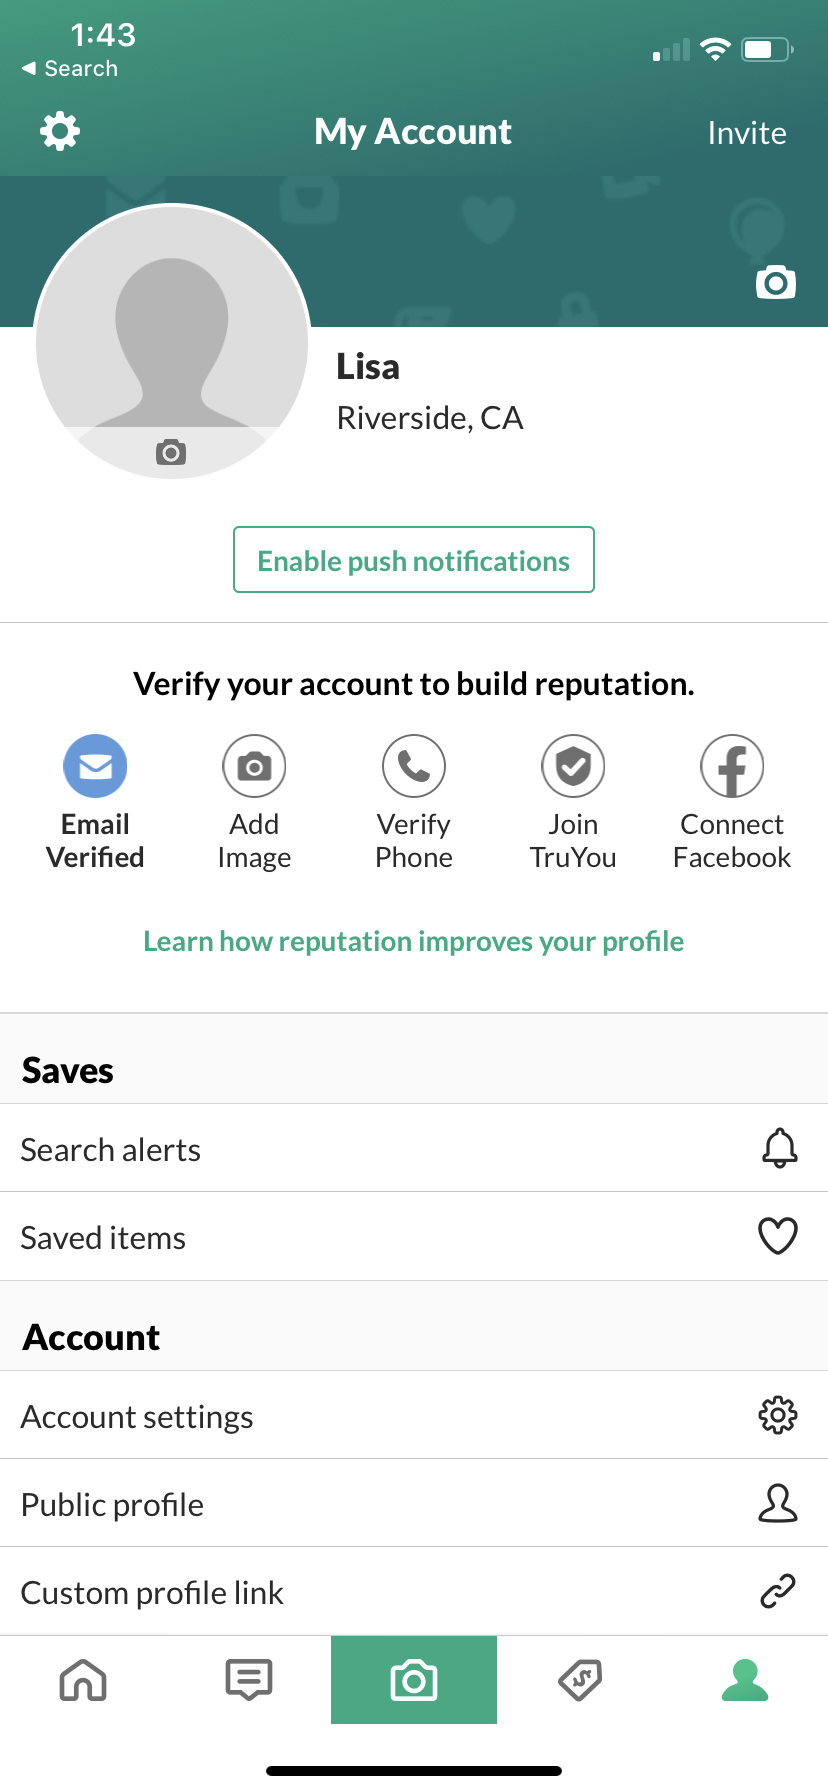 1:43
◀ Search
My Account
Invite
Lisa
Riverside, CA
Enable push notifications
Verify your account to build reputation.
Email Verified
Add Image
Verify Phone
Join TruYou
Connect Facebook
Learn how reputation improves your profile
Saves
Search alerts
Saved items
Account
Account settings
Public profile
Custom profile link